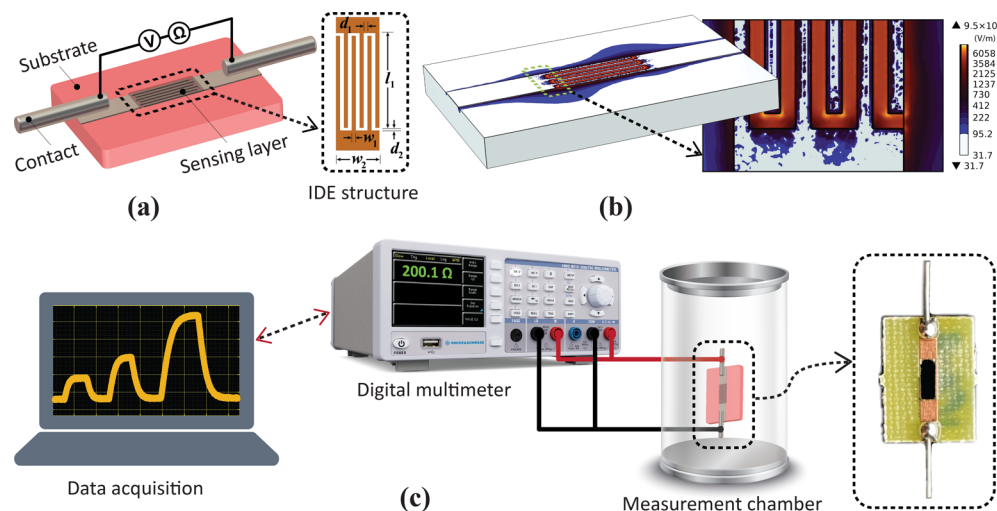 Substrate
V Ω
Contact
Sensing layer
d₁
l₁
w₁
d₂
w₂
IDE structure
(a)
▲ 9.5×10
(V/m)
6058
3584
2125
1237
730
412
222
95.2
31.7
▼ 31.7
(b)
200.1 Ω
POWER
Digital multimeter
Data acquisition
(c)
Measurement chamber